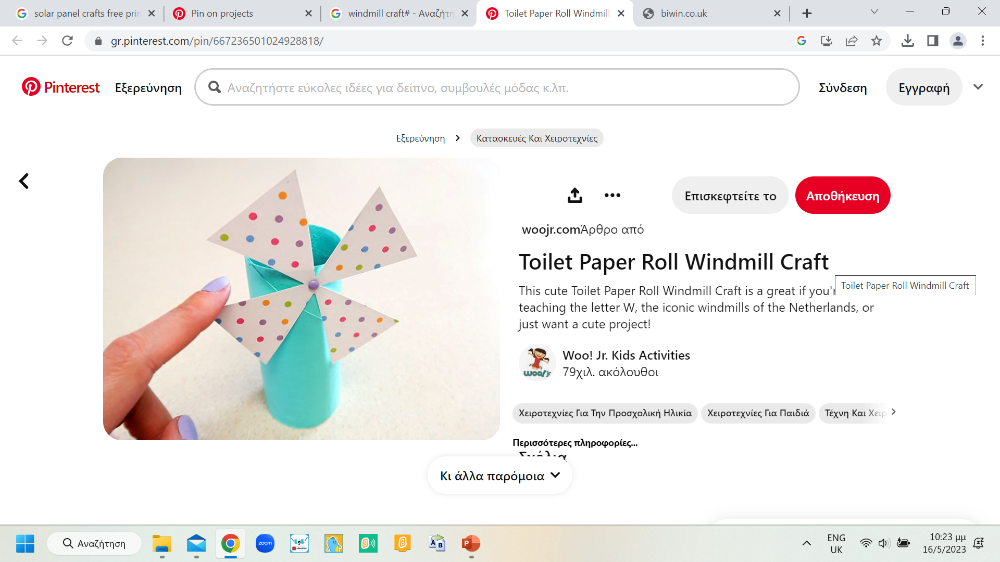 solar panel crafts free prin
Pin on projects
windmill craft# - Αναζήτη
Toilet Paper Roll Windmill
biwin.co.uk
gr.pinterest.com/pin/667236501024928818/
Pinterest
Εξερεύνηση
Αναζητήστε εύκολες ιδέες για δείπνο, συμβουλές μόδας κ.λπ.
Σύνδεση
Εγγραφή
Εξερεύνηση
Κατασκευές Και Χειροτεχνίες
Επισκεφτείτε το
Αποθήκευση
woojr.comΆρθρο από
Toilet Paper Roll Windmill Craft
Toilet Paper Roll Windmill Craft
This cute Toilet Paper Roll Windmill Craft is a great if you'r
teaching the letter W, the iconic windmills of the Netherlands, or
just want a cute project!
woo!jr
Woo! Jr. Kids Activities
79χιλ. ακόλουθοι
Χειροτεχνίες Για Την Προσχολική Ηλικία
Χειροτεχνίες Για Παιδιά
Τέχνη Και Χειρ
Περισσότερες πληροφορίες...
Σχόλια
Κι άλλα παρόμοια
Αναζήτηση
zoom
education
A B
P
ENG
UK
10:23 μμ
16/5/2023